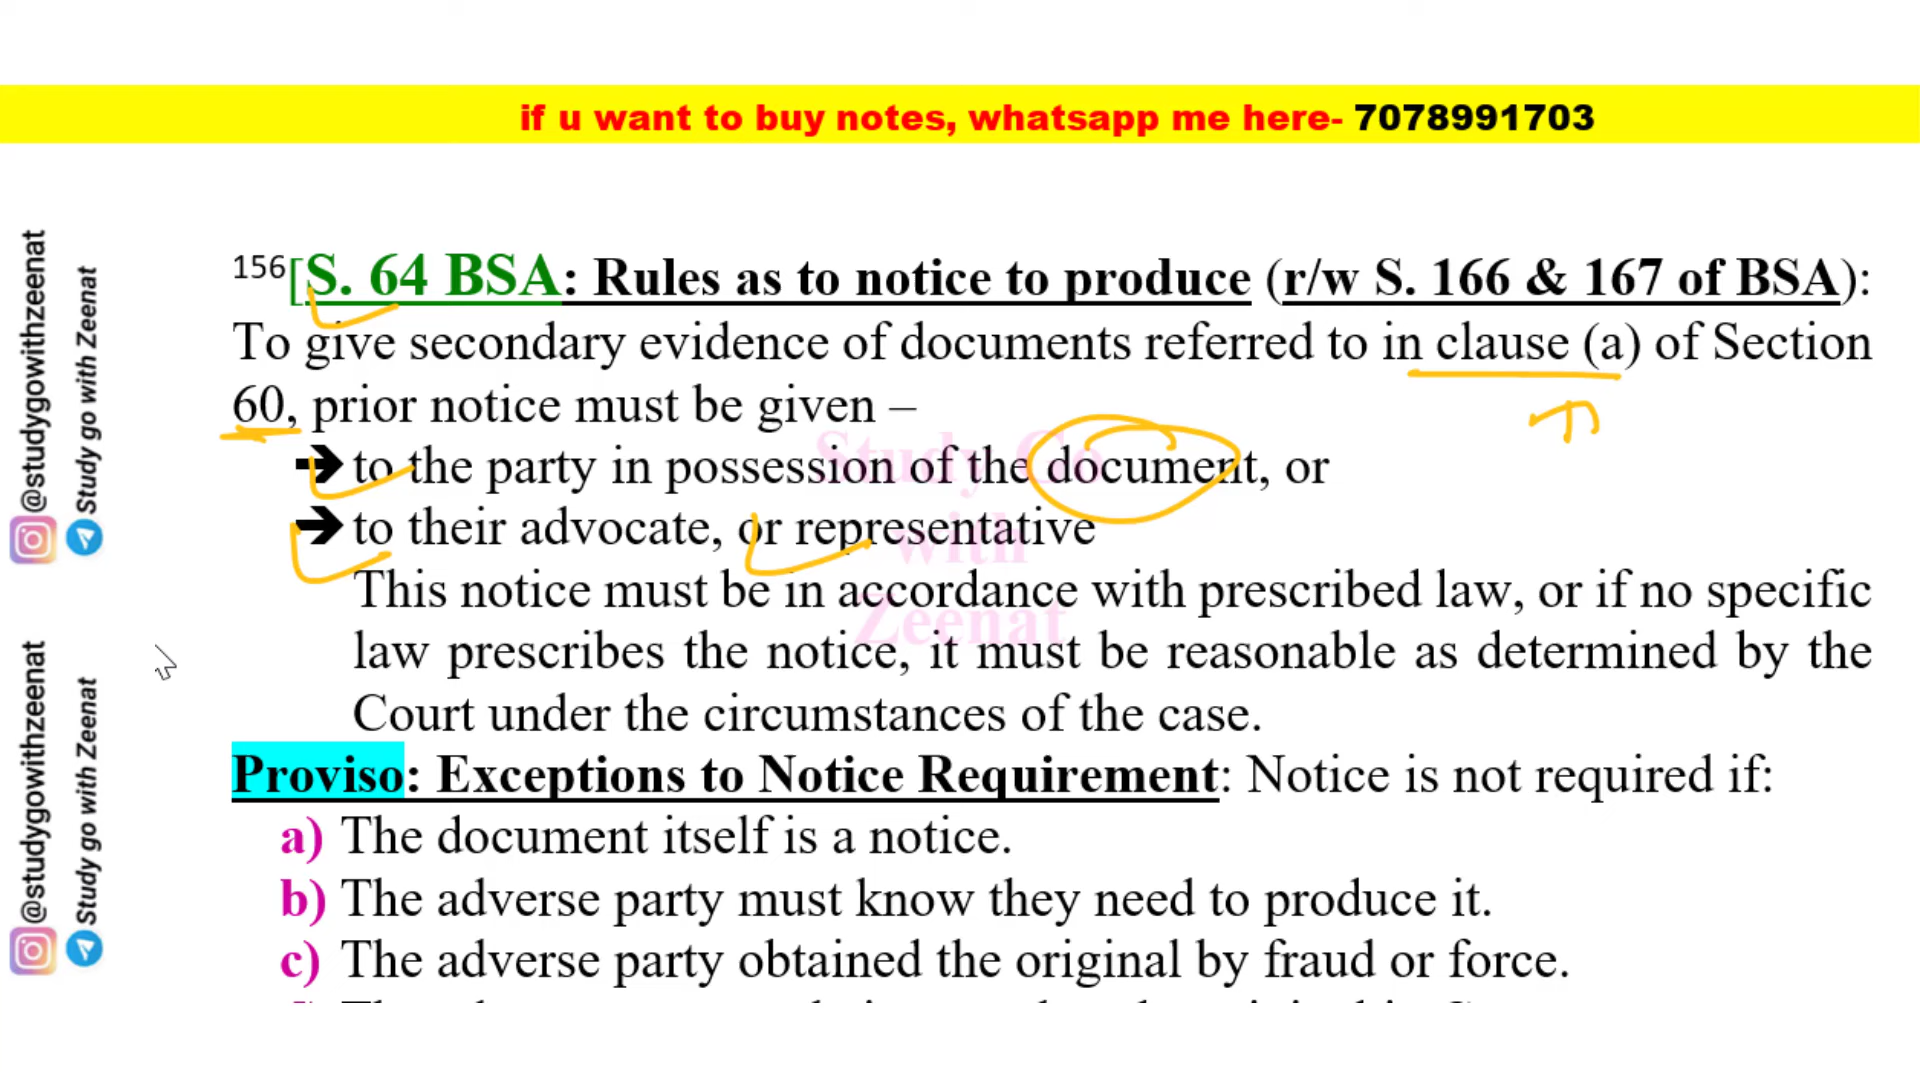 if u want to buy notes, whatsapp me here- 7078991703
156[S. 64 BSA: Rules as to notice to produce (r/w S. 166 & 167 of BSA):
To give secondary evidence of documents referred to in clause (a) of Section
60, prior notice must be given –
➔ to the party in possession of the document, or
➔ to their advocate, or representative
This notice must be in accordance with prescribed law, or if no specific
law prescribes the notice, it must be reasonable as determined by the
Court under the circumstances of the case.
Proviso: Exceptions to Notice Requirement: Notice is not required if:
a) The document itself is a notice.
b) The adverse party must know they need to produce it.
c) The adverse party obtained the original by fraud or force.
@studygowithzeenat
Study go with Zeenat
@studygowithzeenat
Study go with Zeenat
Study Go
with
Zeenat